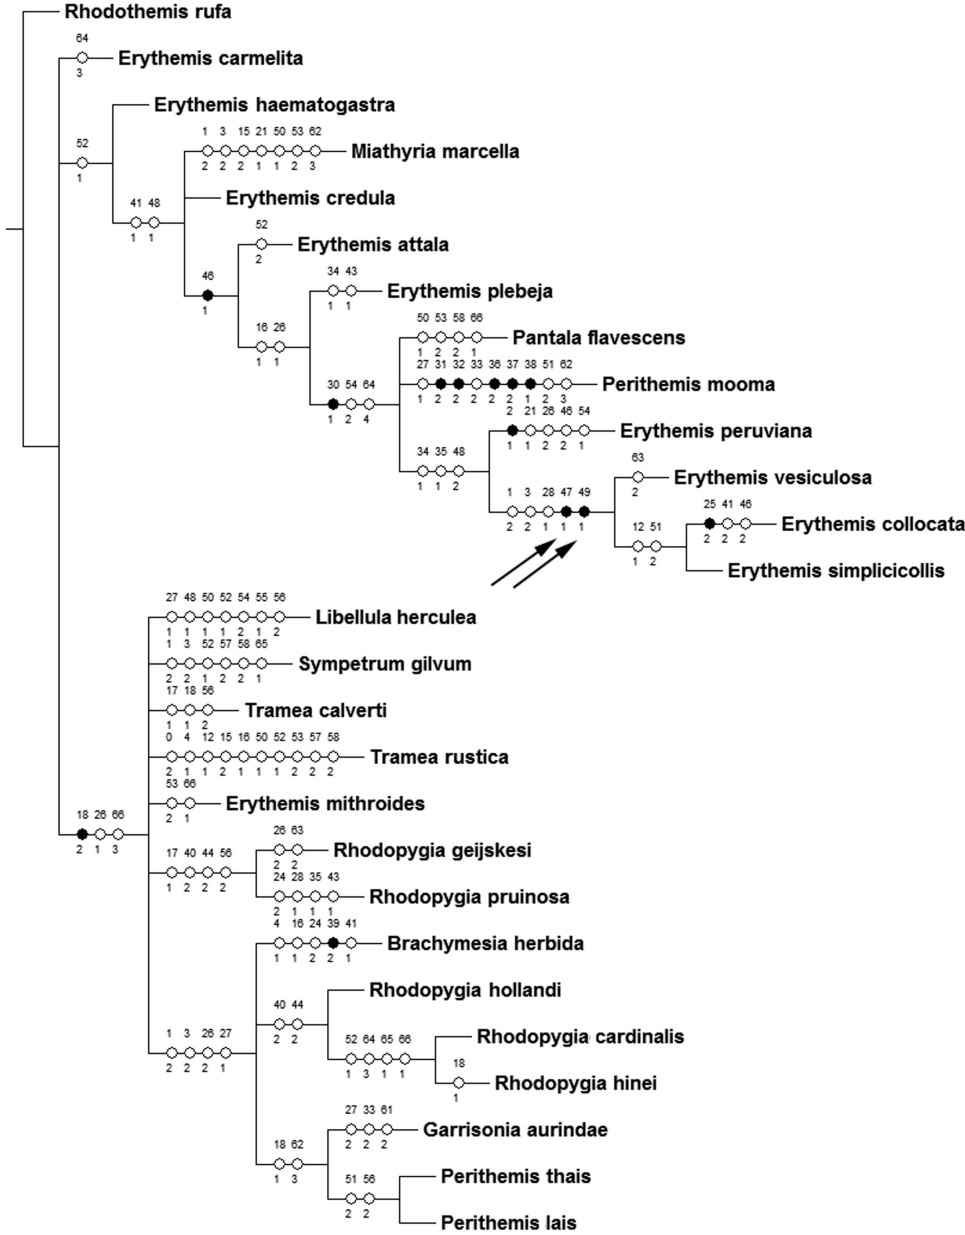 Rhodothemis rufa
64
Erythemis carmelita
3
Erythemis haematogastra
52
1
1 3 15 21 50 53 62
Miathyria marcella
2 2 2 1 1 2 3
Erythemis credula
41 48
1 1
52
Erythemis attala
2
46
1
34 43
Erythemis plebeja
1 1
16 26
1 1
50 53 58 66
Pantala flavescens
1 2 2 1
27 31 32 33 36 37 38 51 62
Perithemis mooma
1 2 2 2 2 2 1 2 3
30 54 64
1 2 4
2 21 26 46 54
Erythemis peruviana
1 1 2 2 1
34 35 48
1 1 2
63
Erythemis vesiculosa
2
1 3 28 47 49
2 2 1 1 1
25 41 46
Erythemis collocata
2 2 2
12 51
1 2
Erythemis simplicicollis
27 48 50 52 54 55 56
Libellula herculea
1 1 1 1 2 1 2
1 3 52 57 58 65
Sympetrum gilvum
2 2 1 2 2 1
17 18 56
Tramea calverti
1 1 2
0 4 12 15 16 50 52 53 57 58
Tramea rustica
2 1 1 2 1 1 1 2 2 2
53 66
Erythemis mithroides
2 1
18 26 66
2 1 3
26 63
Rhodopygia geijskesi
2 2
17 40 44 56
1 2 2 2
24 28 35 43
Rhodopygia pruinosa
2 1 1 1
4 16 24 39 41
Brachymesia herbida
1 1 2 2 1
Rhodopygia hollandi
40 44
2 2
Rhodopygia cardinalis
52 64 65 66
1 3 1 1
18
Rhodopygia hinei
1
1 3 26 27
2 2 2 1
27 33 61
Garrisonia aurindae
2 2 2
18 62
1 3
Perithemis thais
51 56
2 2
Perithemis lais